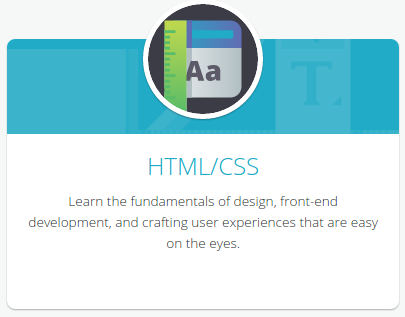 Aa
T
HTML/CSS
Learn the fundamentals of design, front-end
development, and crafting user experiences that are easy
on the eyes.